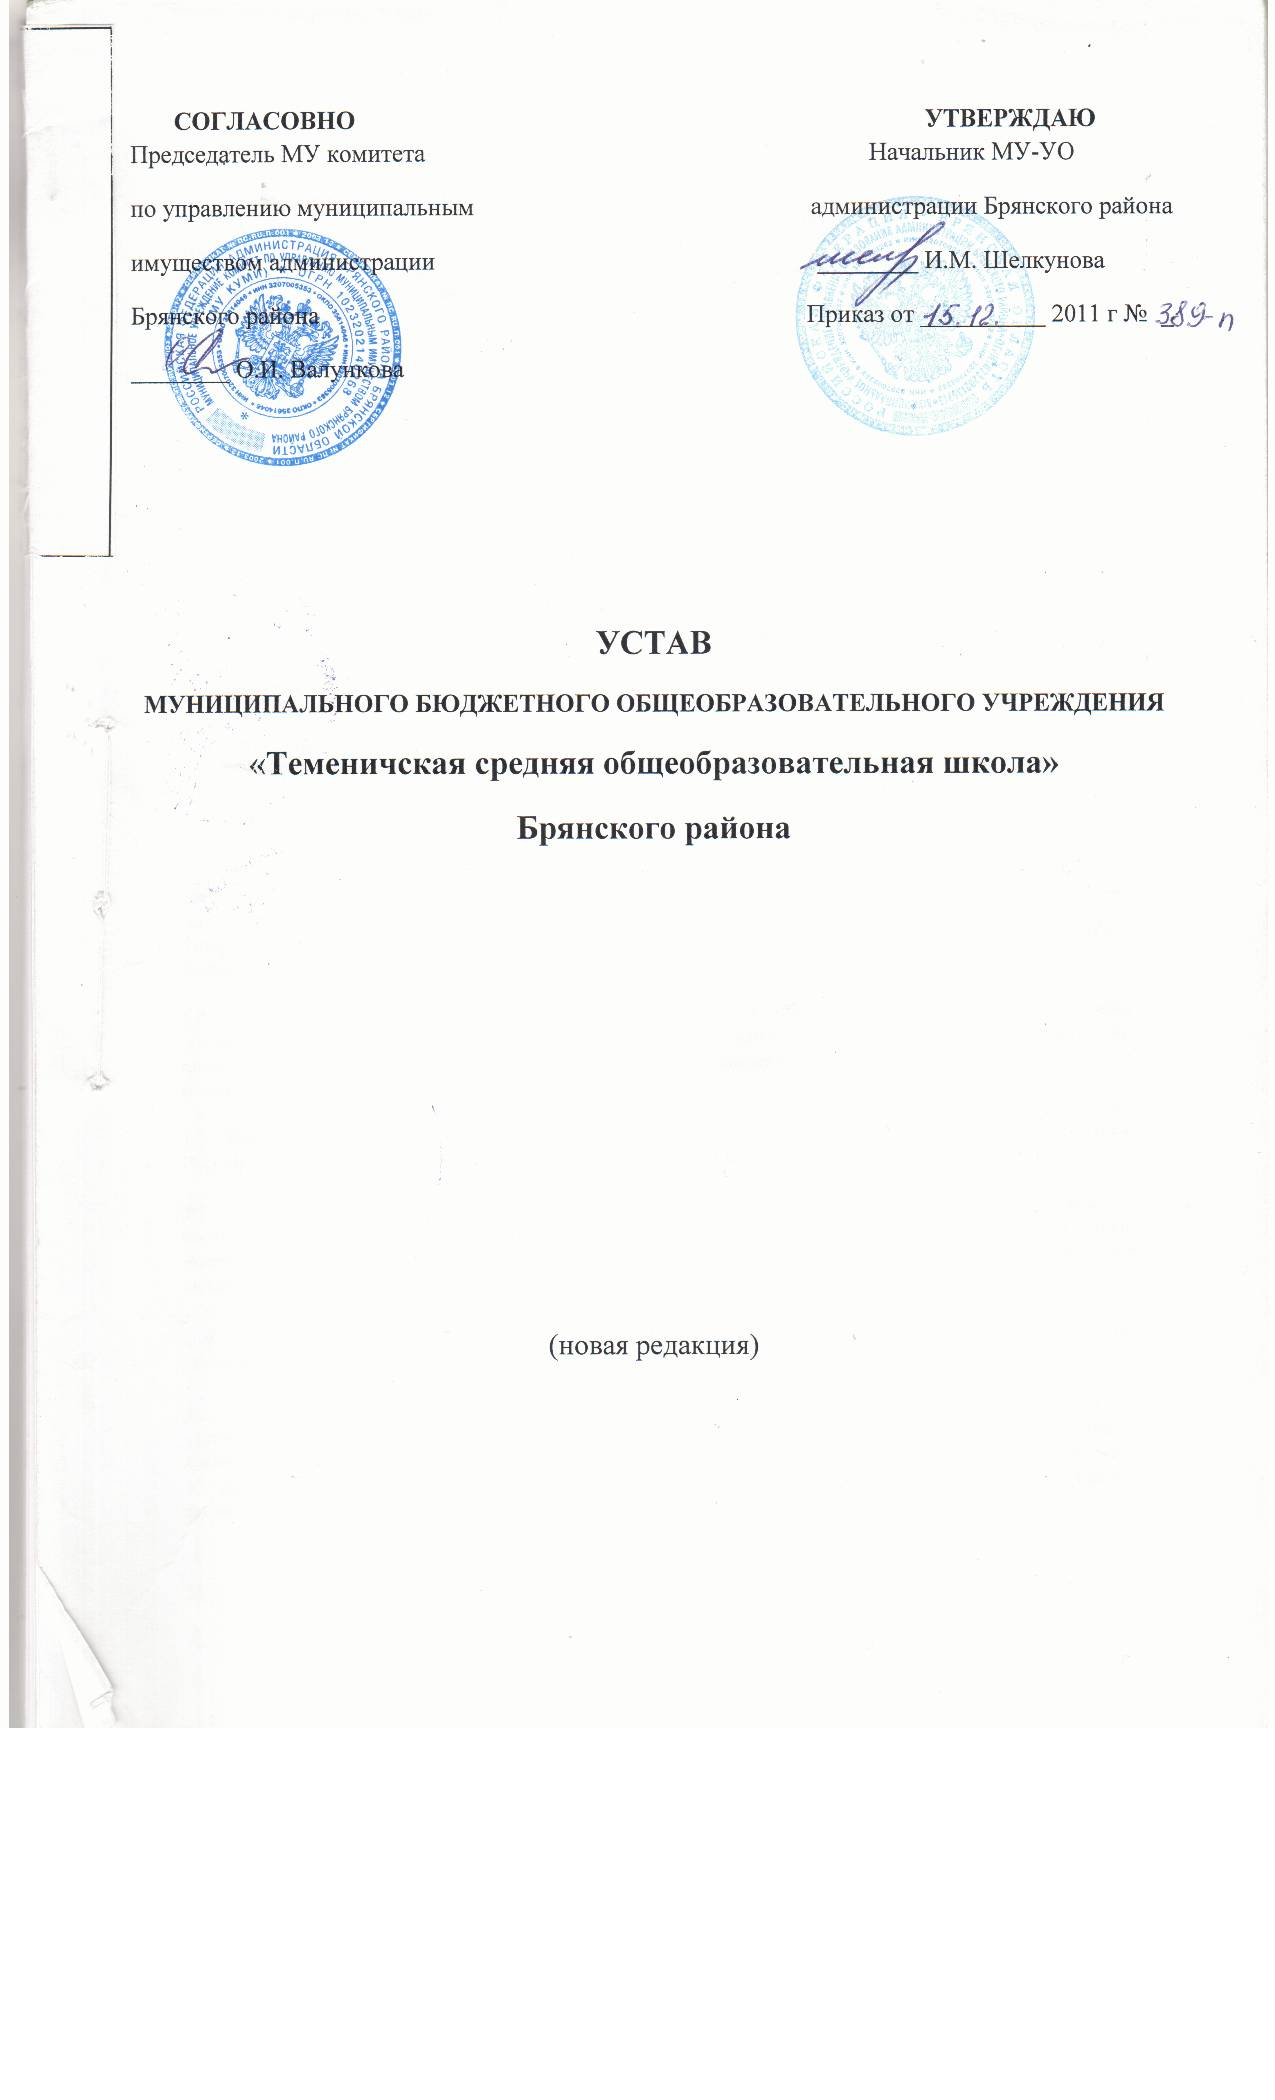 СОГЛАСОВНО
Председатель МУ комитета
по управлению муниципальным
имуществом администрации
Брянского района
________ О.И. Валункова
УТВЕРЖДАЮ
Начальник МУ-УО
администрации Брянского района
________ И.М. Шелкунова
Приказ от 15.12. 2011 г № 389-п
УСТАВ
МУНИЦИПАЛЬНОГО БЮДЖЕТНОГО ОБЩЕОБРАЗОВАТЕЛЬНОГО УЧРЕЖДЕНИЯ
«Теменичская средняя общеобразовательная школа»
Брянского района
(новая редакция)